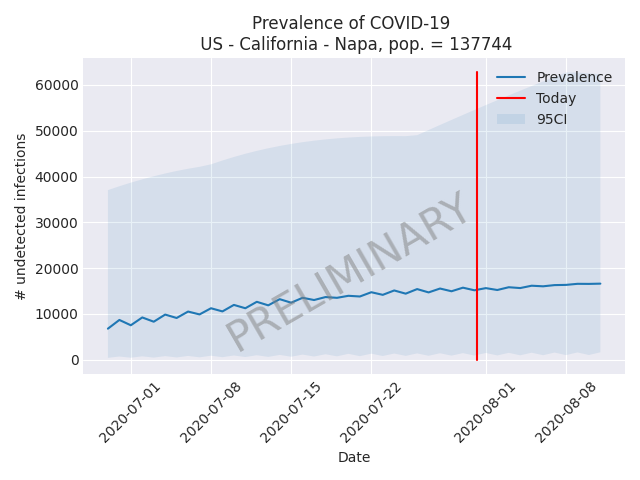 Prevalence of COVID-19
US - California - Napa, pop. = 137744
60000
50000
40000
30000
20000
10000
0
# undetected infections
Prevalence
Today
95CI
PRELIMINARY
2020-07-01
2020-07-08
2020-07-15
2020-07-22
2020-08-01
2020-08-08
Date